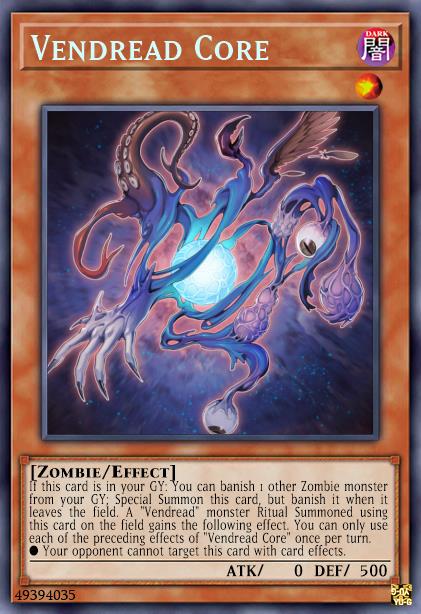 VENDREAD CORE
DARK
闇
[ZOMBIE/EFFECT]
If this card is in your GY: You can banish 1 other Zombie monster
from your GY; Special Summon this card, but banish it when it
leaves the field. A "Vendread" monster Ritual Summoned using
this card on the field gains the following effect. You can only use
each of the preceding effects of "Vendread Core" once per turn.
● Your opponent cannot target this card with card effects.
ATK/ 0 DEF/ 500
49394035